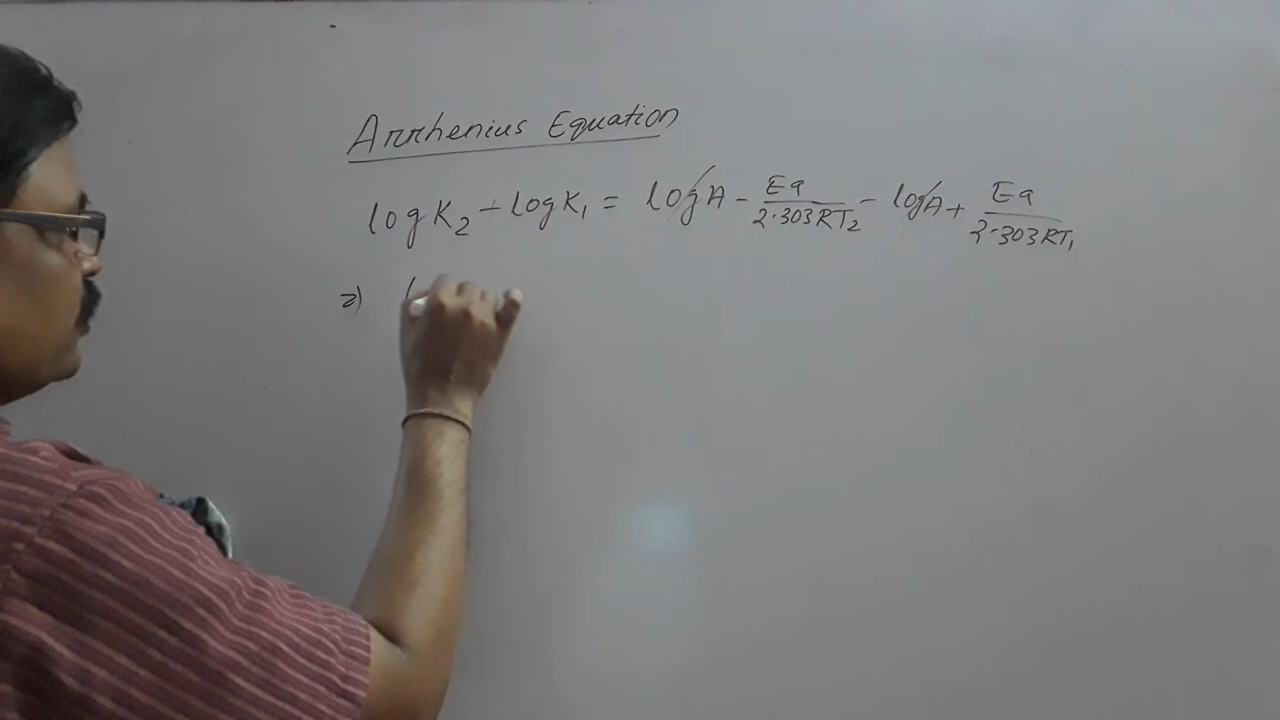 Arrhenius Equation
log K₂ - log K₁ = log A - Ea/2.303RT₂ - log A + Ea/2.303RT₁
⇒) l